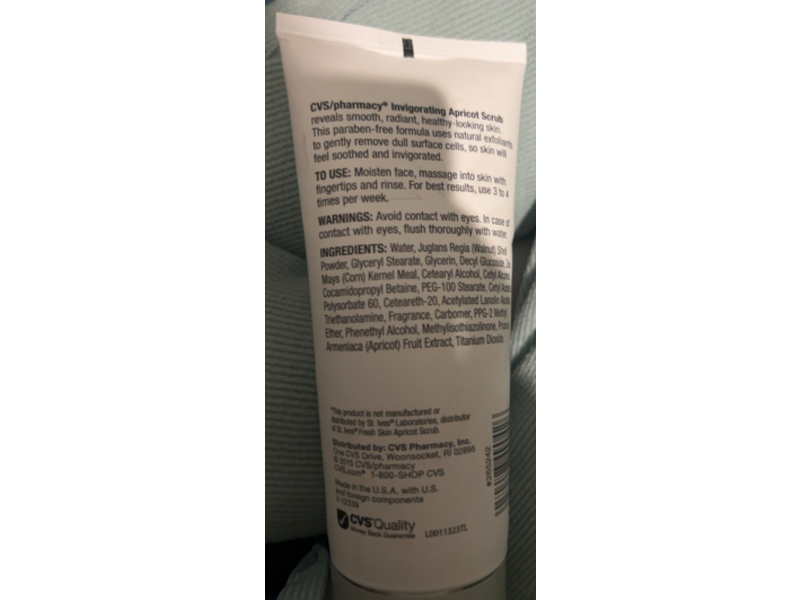 CVS/pharmacy® Invigorating Apricot Scrub
reveals smooth, radiant, healthy-looking skin.
This paraben-free formula uses natural exfoliants
to gently remove dull surface cells, so skin will
feel soothed and invigorated.
TO USE: Moisten face, massage into skin with
fingertips and rinse. For best results, use 3 to 4
times per week.
WARNINGS: Avoid contact with eyes. In case of
contact with eyes, flush thoroughly with water.
INGREDIENTS: Water, Juglans Regia (Walnut) Shell
Powder, Glyceryl Stearate, Glycerin, Decyl Glucoside,
Mays (Corn) Kernel Meal, Cetearyl Alcohol, Cetyl
Cocamidopropyl Betaine, PEG-100 Stearate, Cetyl
Polysorbate 60, Ceteareth-20, Acetylated Lanolin
Triethanolamine, Fragrance, Carbomer, PPG-2 Methyl
Ether, Phenethyl Alcohol, Methylisothiazolinone,
Armeniaca (Apricot) Fruit Extract, Titanium Dioxide
*This product is not manufactured or
distributed by St. Ives® Laboratories, distributor
of St. Ives® Fresh Skin Apricot Scrub.
Distributed by: CVS Pharmacy, Inc.
One CVS Drive, Woonsocket, RI 02895
© 2015 CVS/pharmacy
CVS.com® 1-800-SHOP CVS
Made in the U.S.A. with U.S.
and foreign components
V-12339
CVS Quality
Money Back Guarantee
L0011323TL
#265242